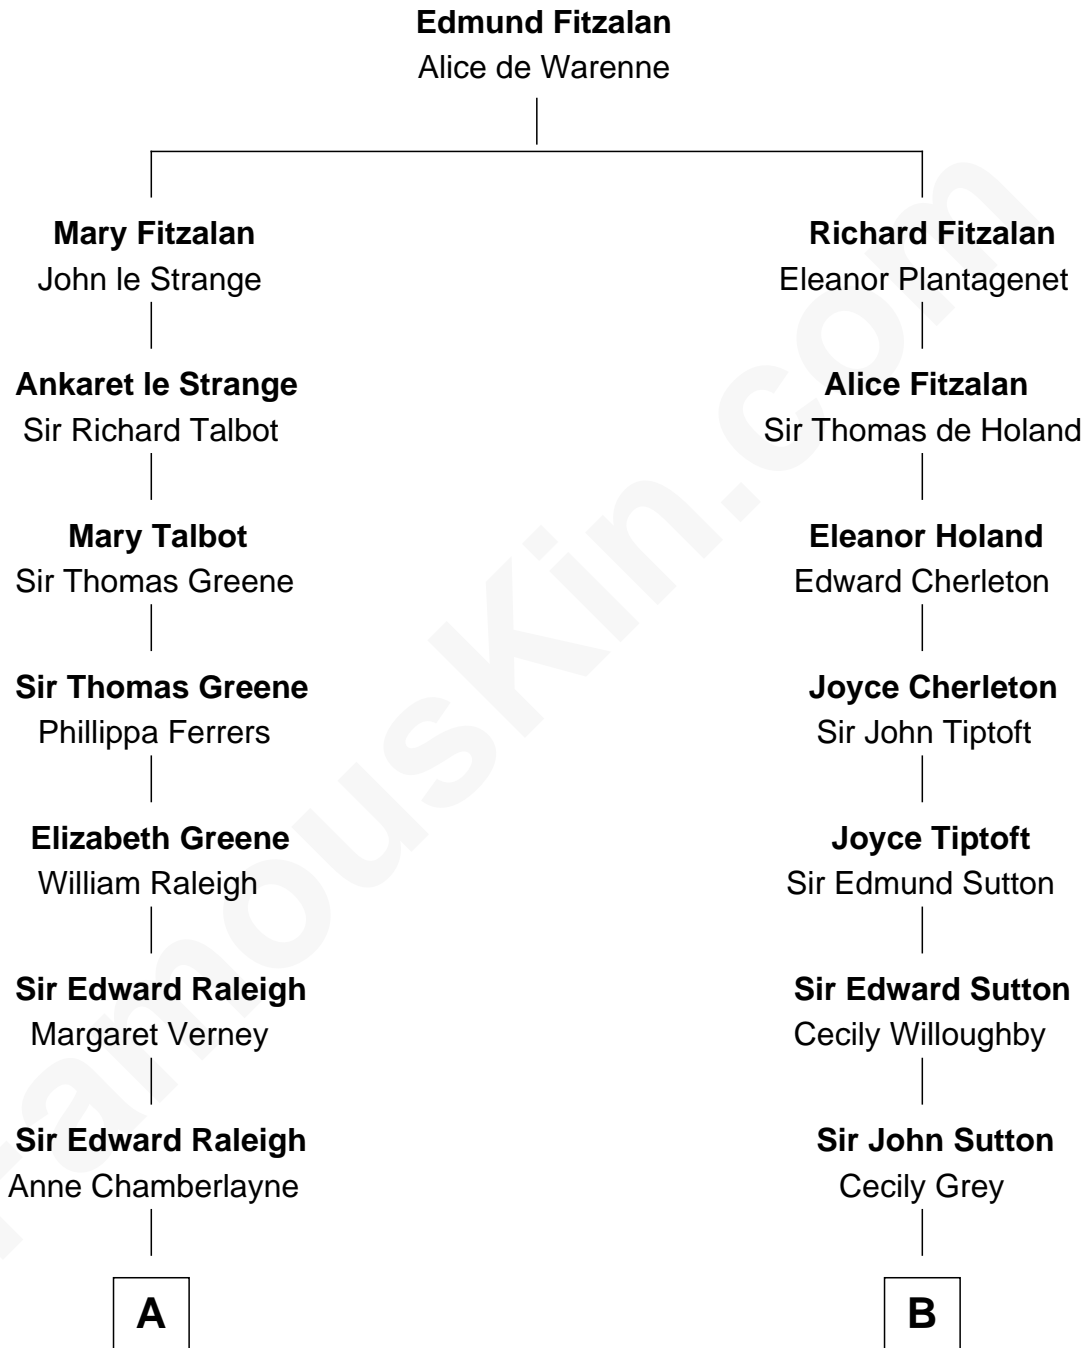 Edmund Fitzalan
Alice de Warenne
Mary Fitzalan
John le Strange
Richard Fitzalan
Eleanor Plantagenet
Ankaret le Strange
Sir Richard Talbot
Alice Fitzalan
Sir Thomas de Holand
Mary Talbot
Sir Thomas Greene
Eleanor Holand
Edward Cherleton
Sir Thomas Greene
Phillippa Ferrers
Joyce Cherleton
Sir John Tiptoft
Elizabeth Greene
William Raleigh
Joyce Tiptoft
Sir Edmund Sutton
Sir Edward Raleigh
Margaret Verney
Sir Edward Sutton
Cecily Willoughby
Sir Edward Raleigh
Anne Chamberlayne
Sir John Sutton
Cecily Grey
A
B
FamousKin.com